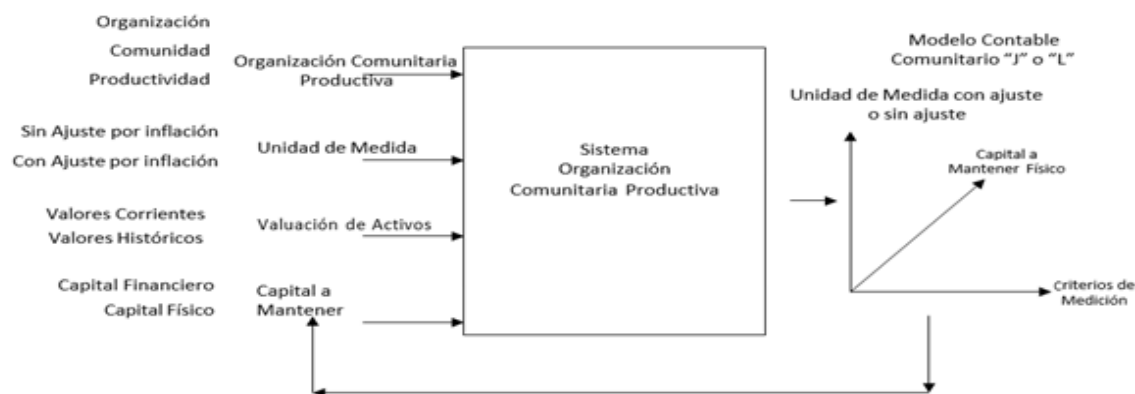 Organización
Comunidad
Productividad
Organización Comunitaria
Productiva
Sin Ajuste por inflación
Con Ajuste por inflación
Unidad de Medida
Valores Corrientes
Valores Históricos
Valuación de Activos
Capital Financiero
Capital Físico
Capital a
Mantener
Sistema
Organización
Comunitaria Productiva
Modelo Contable
Comunitario “J” o “L”
Unidad de Medida con ajuste
o sin ajuste
Capital a
Mantener Físico
Criterios de
Medición